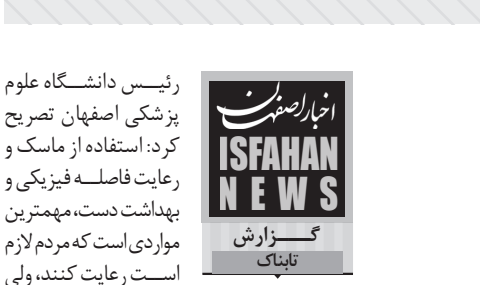 اخبار اصفهان
ISFAHAN
NEWS
گزارش
تابناک
رئیس دانشگاه علوم
پزشکی اصفهان تصریح
کرد: استفاده از ماسک و
رعایت فاصله فیزیکی و
بهداشت دست، مهمترین
مواردی است که مردم لازم
است رعایت کنند، ولی